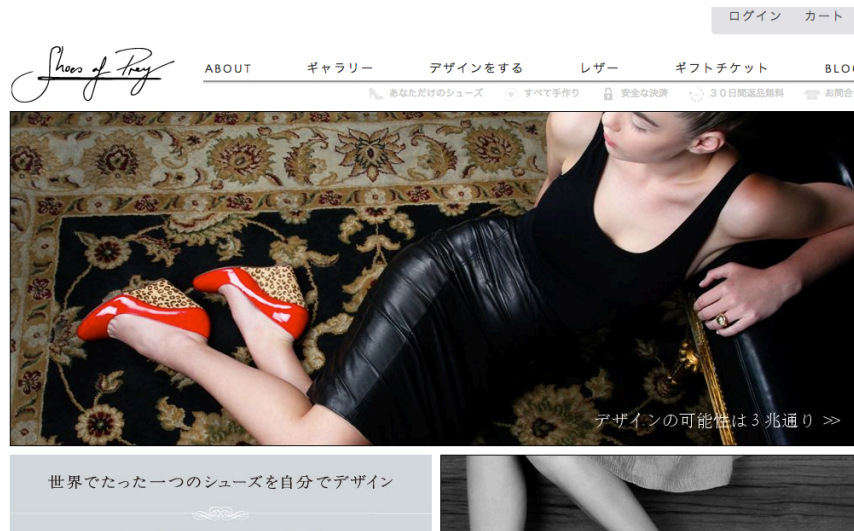 ログイン カート
Shoes of Prey
ABOUT ギャラリー デザインをする レザー ギフトチケット
あなただけのシューズ すべて手作り 安全な決済 30日間返品無料
デザインの可能性は3兆通り >>
世界でたった一つのシューズを自分でデザイン